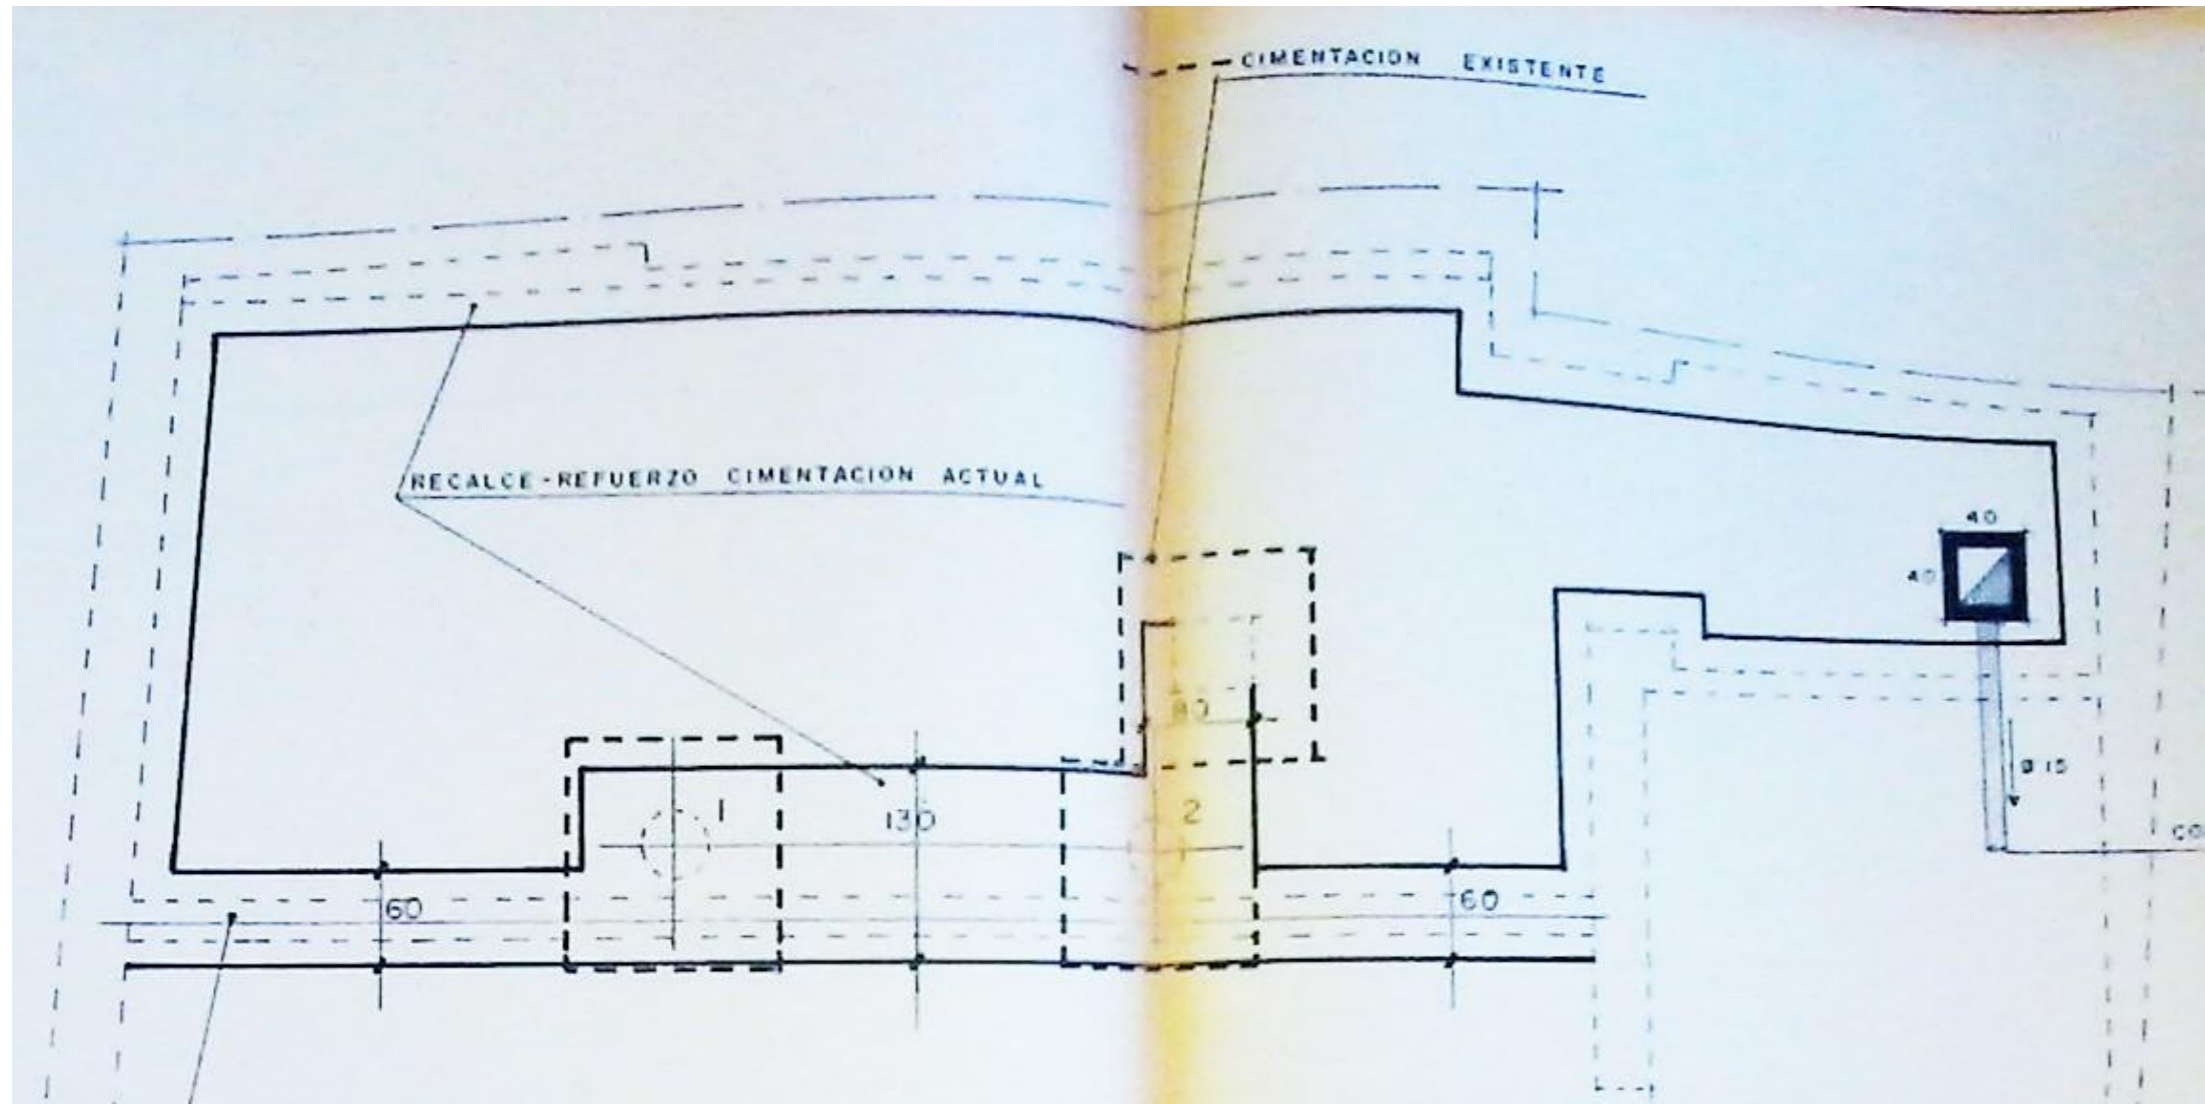 CIMENTACION EXISTENTE
RECALCE-REFUERZO CIMENTACION ACTUAL
40
40
80
1
130
2
Ø 15
60
60